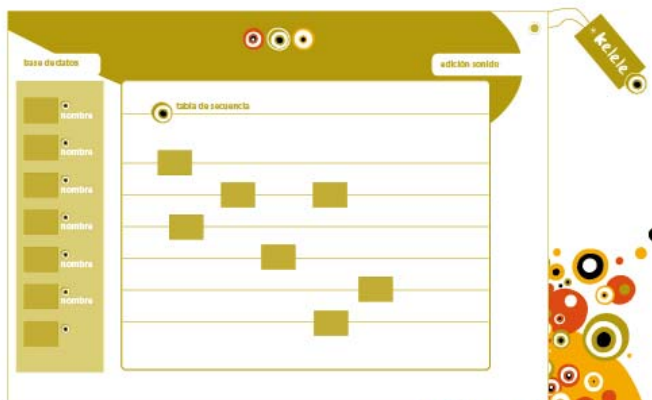 kelele
base de datos
edición sonido
tabla de secuencia
nombre
nombre
nombre
nombre
nombre
nombre